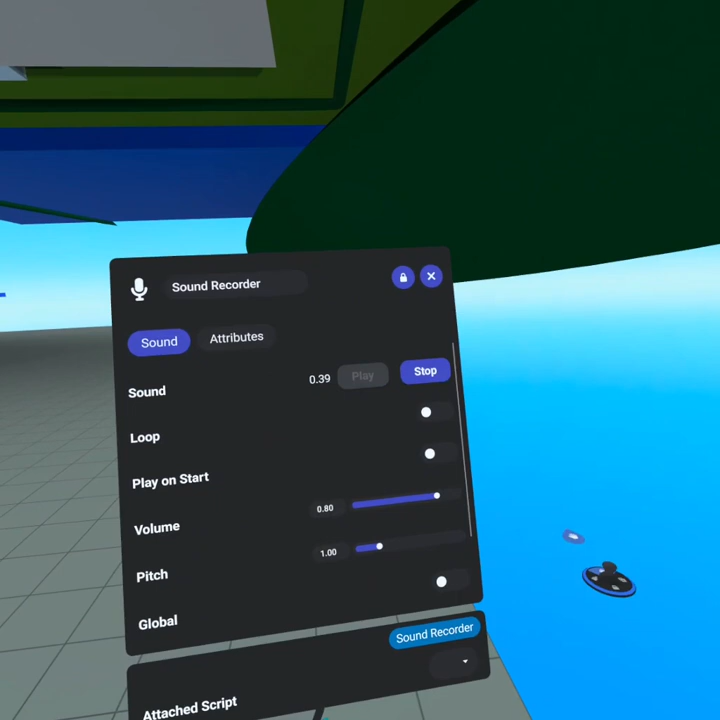 Sound Recorder
Sound Attributes
Sound 0.39 Play Stop
Loop
Play on Start
Volume 0.80
Pitch 1.00
Global
Sound Recorder
Attached Script